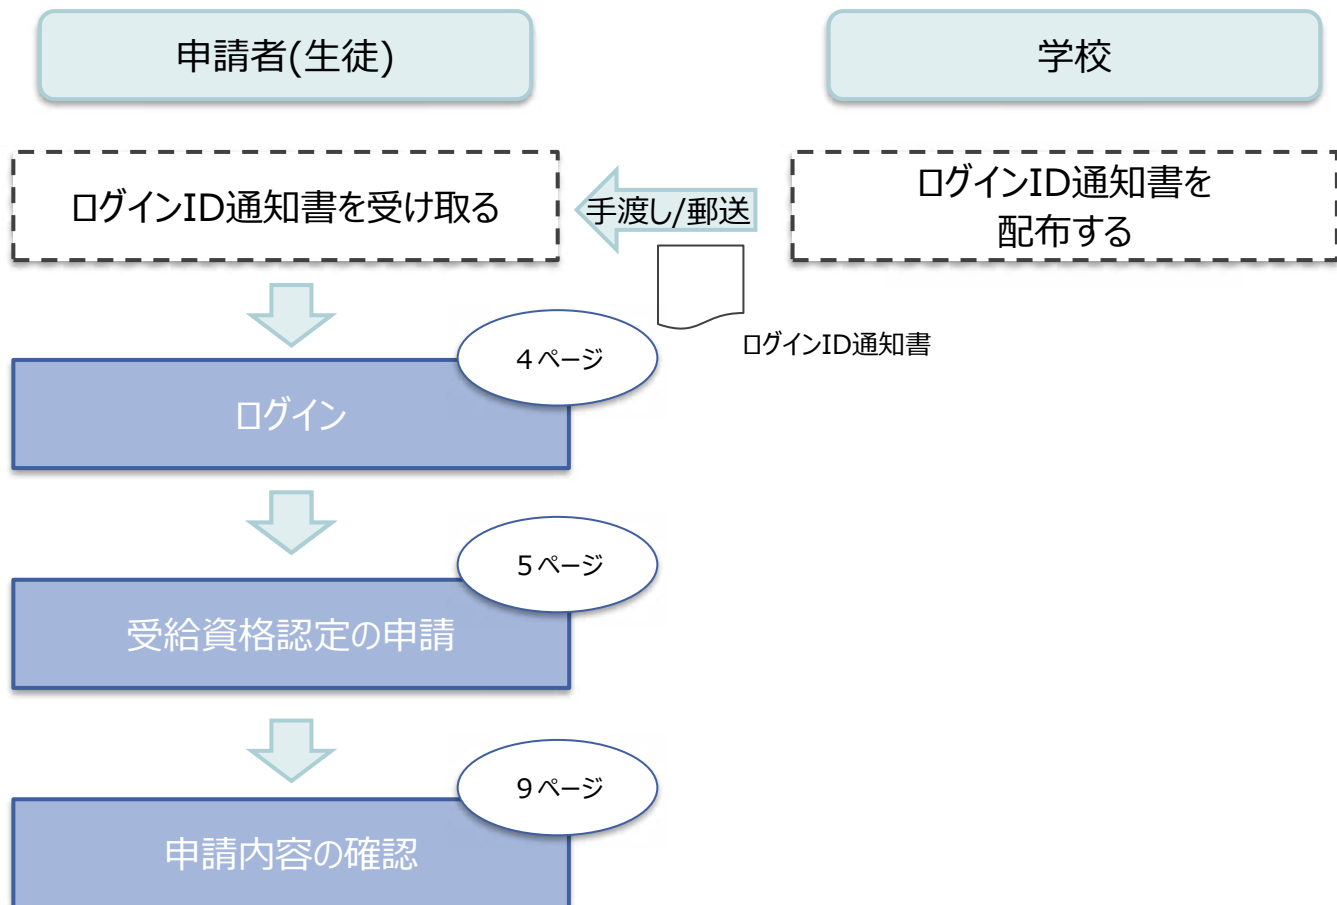 申請者(生徒)
学校
ログインID通知書を受け取る
手渡し/郵送
ログインID通知書を
配布する
ログインID通知書
4ページ
ログイン
5ページ
受給資格認定の申請
9ページ
申請内容の確認